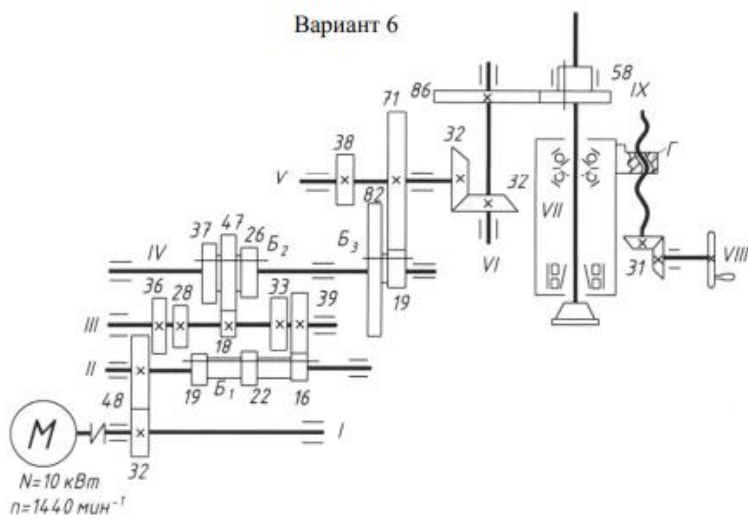 Вариант 6
86
58
IX
71
Г
38
32
V
32
VII
82
47
37
26
Б₂
Б₃
IV
VI
31
VIII
36
28
33
39
19
III
18
II
19
Б₁
22
16
48
M
I
32
N=10 кВт
n=1440 мин⁻¹